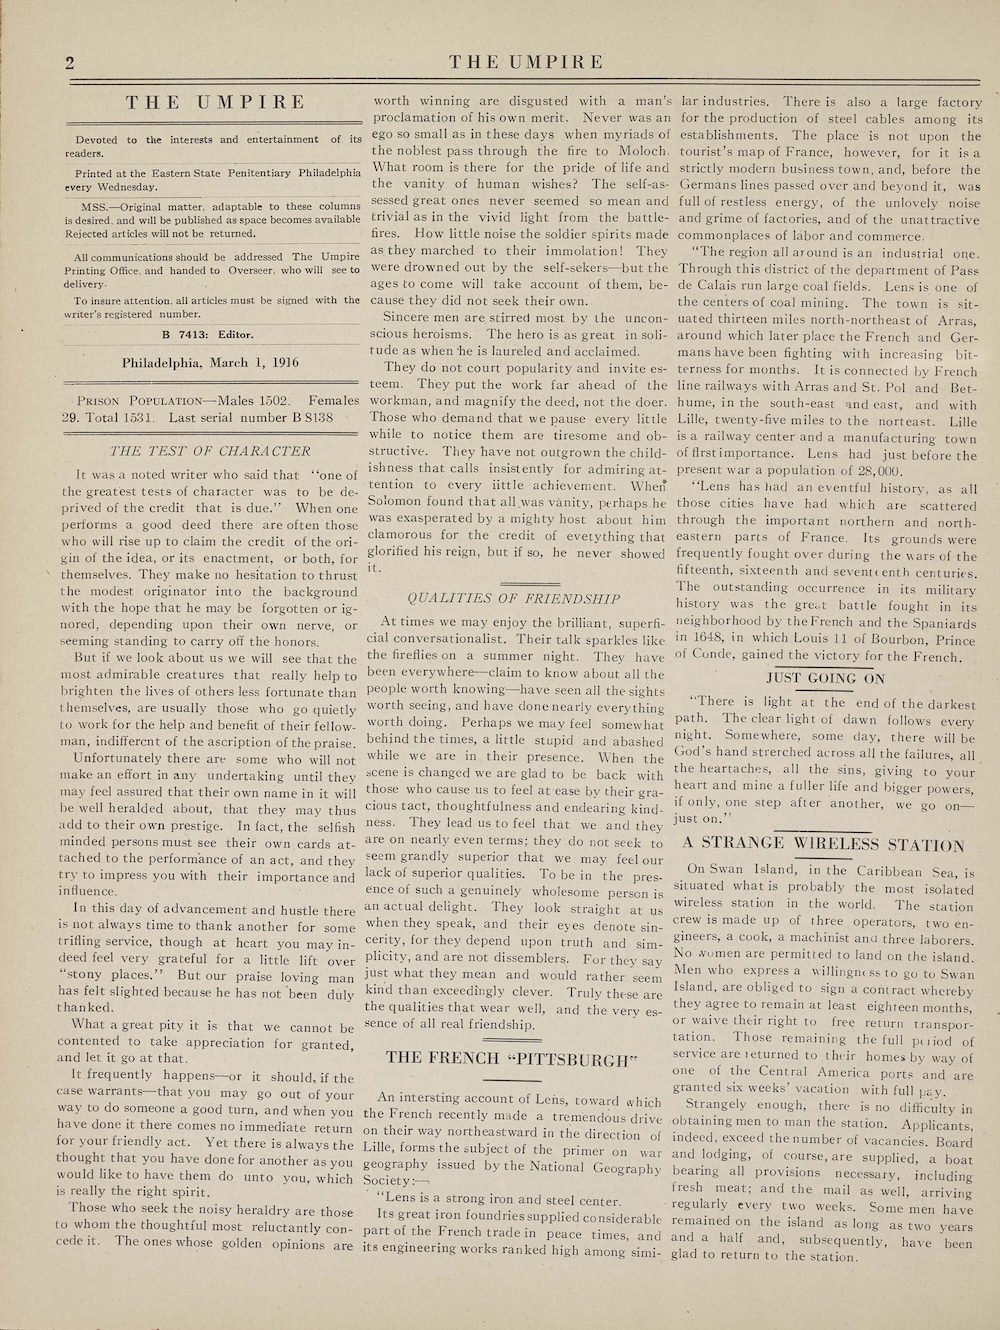 2
THE UMPIRE
THE UMPIRE
Devoted to the interests and entertainment of its
readers.
Printed at the Eastern State Penitentiary Philadelphia
every Wednesday.
MSS.—Original matter, adaptable to these columns
is desired, and will be published as space becomes available
Rejected articles will not be returned.
All communications should be addressed The Umpire
Printing Office, and handed to Overseer, who will see to
delivery.
To insure attention, all articles must be signed with the
writer's registered number.
B 7413: Editor.
Philadelphia, March 1, 1916
PRISON POPULATION—Males 1502. Females
29. Total 1531. Last serial number B 8138
THE TEST OF CHARACTER
It was a noted writer who said that “one of
the greatest tests of character was to be de-
prived of the credit that is due.” When one
performs a good deed there are often those
who will rise up to claim the credit of the ori-
gin of the idea, or its enactment, or both, for
themselves. They make no hesitation to thrust
the modest originator into the background
with the hope that he may be forgotten or ig-
nored, depending upon their own nerve, or
seeming standing to carry off the honors.
But if we look about us we will see that the
most admirable creatures that really help to
brighten the lives of others less fortunate than
themselves, are usually those who go quietly
to work for the help and benefit of their fellow-
man, indifferent of the ascription of the praise.
Unfortunately there are some who will not
make an effort in any undertaking until they
may feel assured that their own name in it will
be well heralded about, that they may thus
add to their own prestige. In fact, the selfish
minded persons must see their own cards at-
tached to the performance of an act, and they
try to impress you with their importance and
influence.
In this day of advancement and hustle there
is not always time to thank another for some
trifling service, though at heart you may in-
deed feel very grateful for a little lift over
“stony places.” But our praise loving man
has felt slighted because he has not been duly
thanked.
What a great pity it is that we cannot be
contented to take appreciation for granted,
and let it go at that.
It frequently happens—or it should, if the
case warrants—that you may go out of your
way to do someone a good turn, and when you
have done it there comes no immediate return
for your friendly act. Yet there is always the
thought that you have done for another as you
would like to have them do unto you, which
is really the right spirit.
Those who seek the noisy heraldry are those
to whom the thoughtful most reluctantly con-
cede it. The ones whose golden opinions are
worth winning are disgusted with a man's
proclamation of his own merit. Never was an
ego so small as in these days when myriads of
the noblest pass through the fire to Moloch.
What room is there for the pride of life and
the vanity of human wishes? The self-as-
sessed great ones never seemed so mean and
trivial as in the vivid light from the battle-
fires. How little noise the soldier spirits made
as they marched to their immolation! They
were drowned out by the self-sekers—but the
ages to come will take account of them, be-
cause they did not seek their own.
Sincere men are stirred most by the uncon-
scious heroisms. The hero is as great in soli-
tude as when he is laureled and acclaimed.
They do not court popularity and invite es-
teem. They put the work far ahead of the
workman, and magnify the deed, not the doer.
Those who demand that we pause every little
while to notice them are tiresome and ob-
structive. They have not outgrown the child-
ishness that calls insistently for admiring at-
tention to every little achievement. When
Solomon found that all was vanity, perhaps he
was exasperated by a mighty host about him
clamorous for the credit of evetything that
glorified his reign, but if so, he never showed
it.
QUALITIES OF FRIENDSHIP
At times we may enjoy the brilliant, superfi-
cial conversationalist. Their talk sparkles like
the fireflies on a summer night. They have
been everywhere—claim to know about all the
people worth knowing—have seen all the sights
worth seeing, and have done nearly everything
worth doing. Perhaps we may feel somewhat
behind the times, a little stupid and abashed
while we are in their presence. When the
scene is changed we are glad to be back with
those who cause us to feel at ease by their gra-
cious tact, thoughtfulness and endearing kind-
ness. They lead us to feel that we and they
are on nearly even terms; they do not seek to
seem grandly superior that we may feel our
lack of superior qualities. To be in the pres-
ence of such a genuinely wholesome person is
an actual delight. They look straight at us
when they speak, and their eyes denote sin-
cerity, for they depend upon truth and sim-
plicity, and are not dissemblers. For they say
just what they mean and would rather seem
kind than exceedingly clever. Truly these are
the qualities that wear well, and the very es-
sence of all real friendship.
THE FRENCH “PITTSBURGH”
An intersting account of Lens, toward which
the French recently made a tremendous drive
on their way northeastward in the direction of
Lille, forms the subject of the primer on war
geography issued by the National Geography
Society:—
“Lens is a strong iron and steel center.
Its great iron foundries supplied considerable
part of the French trade in peace times, and
its engineering works ranked high among simi-
lar industries. There is also a large factory
for the production of steel cables among its
establishments. The place is not upon the
tourist's map of France, however, for it is a
strictly modern business town, and, before the
Germans lines passed over and beyond it, was
full of restless energy, of the unlovely noise
and grime of factories, and of the unattractive
commonplaces of labor and commerce.
“The region all around is an industrial one.
Through this district of the department of Pass
de Calais run large coal fields. Lens is one of
the centers of coal mining. The town is sit-
uated thirteen miles north-northeast of Arras,
around which later place the French and Ger-
mans have been fighting with increasing bit-
terness for months. It is connected by French
line railways with Arras and St. Pol and Bet-
hume, in the south-east and east, and with
Lille, twenty-five miles to the norteast. Lille
is a railway center and a manufacturing town
of first importance. Lens had just before the
present war a population of 28,000.
“Lens has had an eventful history, as all
those cities have had which are scattered
through the important northern and north-
eastern parts of France. Its grounds were
frequently fought over during the wars of the
fifteenth, sixteenth and seventeenth centuries.
The outstanding occurrence in its military
history was the great battle fought in its
neighborhood by the French and the Spaniards
in 1648, in which Louis 11 of Bourbon, Prince
of Conde, gained the victory for the French.
JUST GOING ON
“There is light at the end of the darkest
path. The clear light of dawn follows every
night. Somewhere, some day, there will be
God's hand strerched across all the failures, all
the heartaches, all the sins, giving to your
heart and mine a fuller life and bigger powers,
if only, one step after another, we go on—
just on.”
A STRANGE WIRELESS STATION
On Swan Island, in the Caribbean Sea, is
situated what is probably the most isolated
wireless station in the world. The station
crew is made up of three operators, two en-
gineers, a cook, a machinist and three laborers.
No women are permitted to land on the island.
Men who express a willingness to go to Swan
Island, are obliged to sign a contract whereby
they agree to remain at least eighteen months,
or waive their right to free return transpor-
tation. Those remaining the full period of
service are returned to their homes by way of
one of the Central America ports and are
granted six weeks' vacation with full pay.
Strangely enough, there is no difficulty in
obtaining men to man the station. Applicants,
indeed, exceed the number of vacancies. Board
and lodging, of course, are supplied, a boat
bearing all provisions necessary, including
fresh meat; and the mail as well, arriving
regularly every two weeks. Some men have
remained on the island as long as two years
and a half and, subsequently, have been
glad to return to the station.